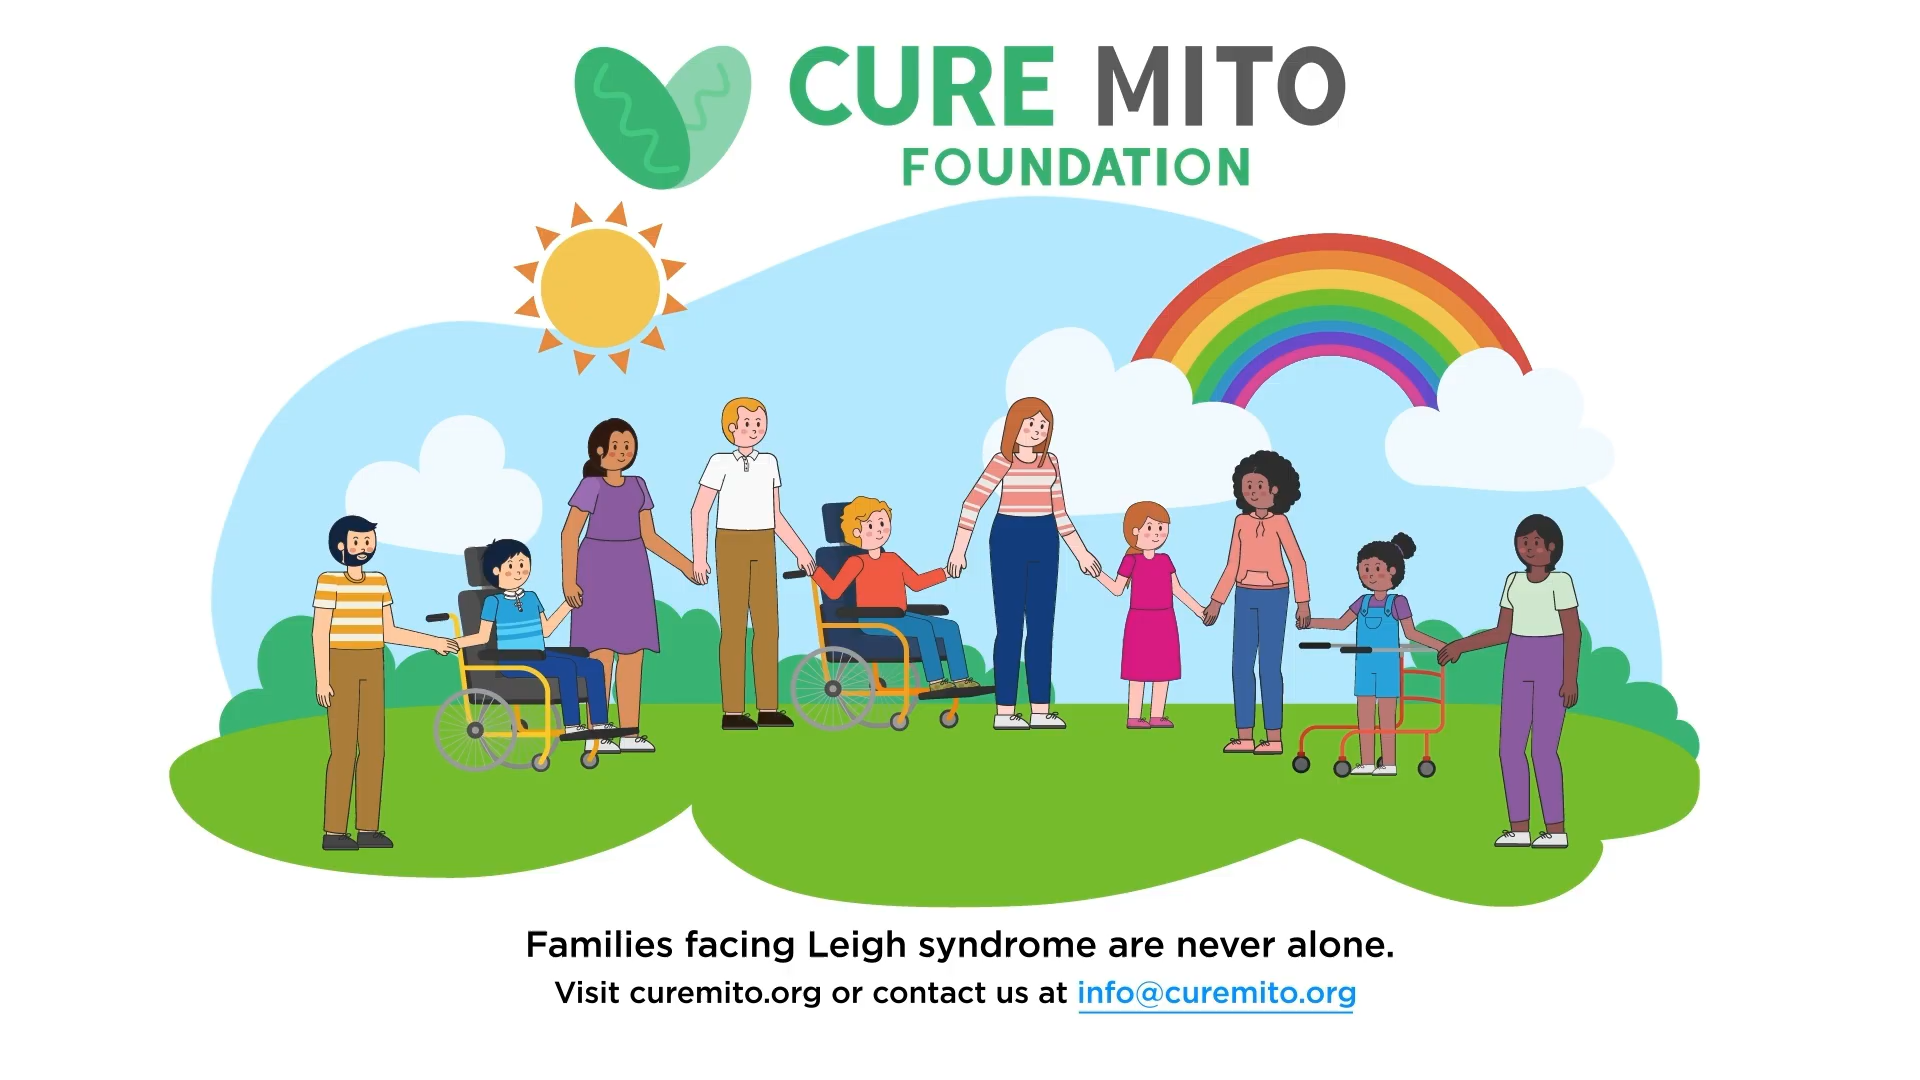 CURE MITO
FOUNDATION
Families facing Leigh syndrome are never alone.
Visit curemito.org or contact us at info@curemito.org